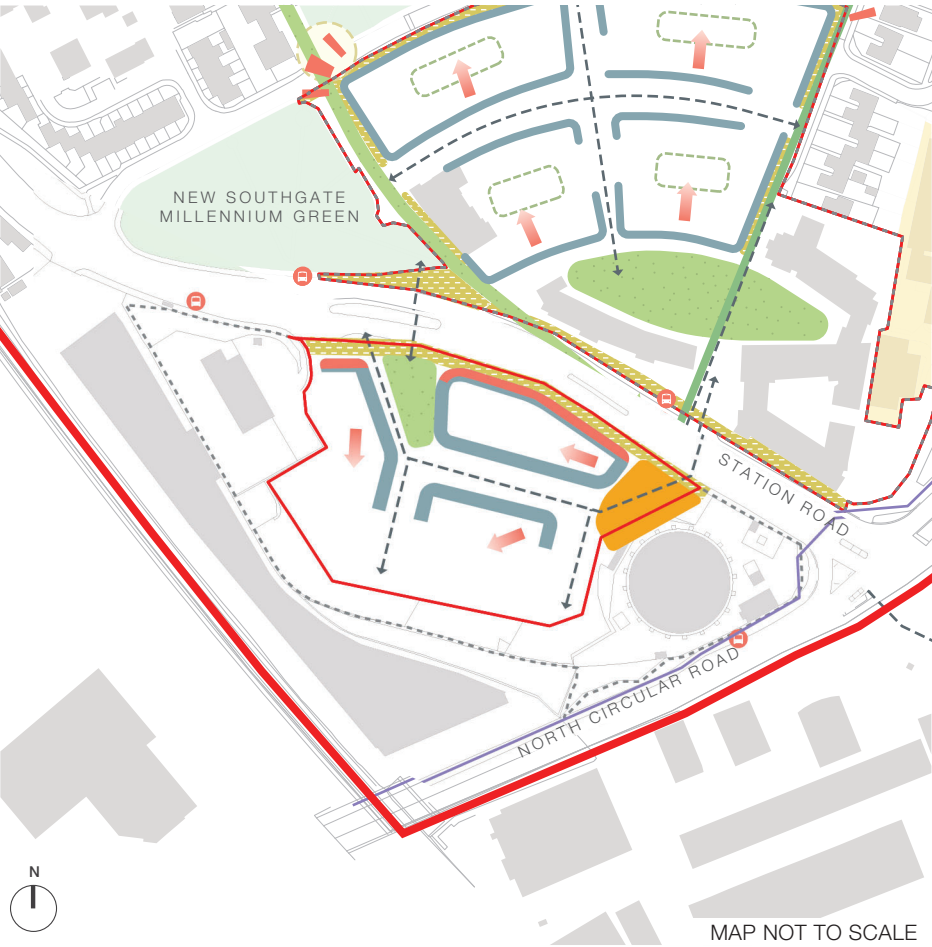 NEW SOUTHGATE
MILLENNIUM GREEN
STATION ROAD
NORTH CIRCULAR ROAD
N
MAP NOT TO SCALE